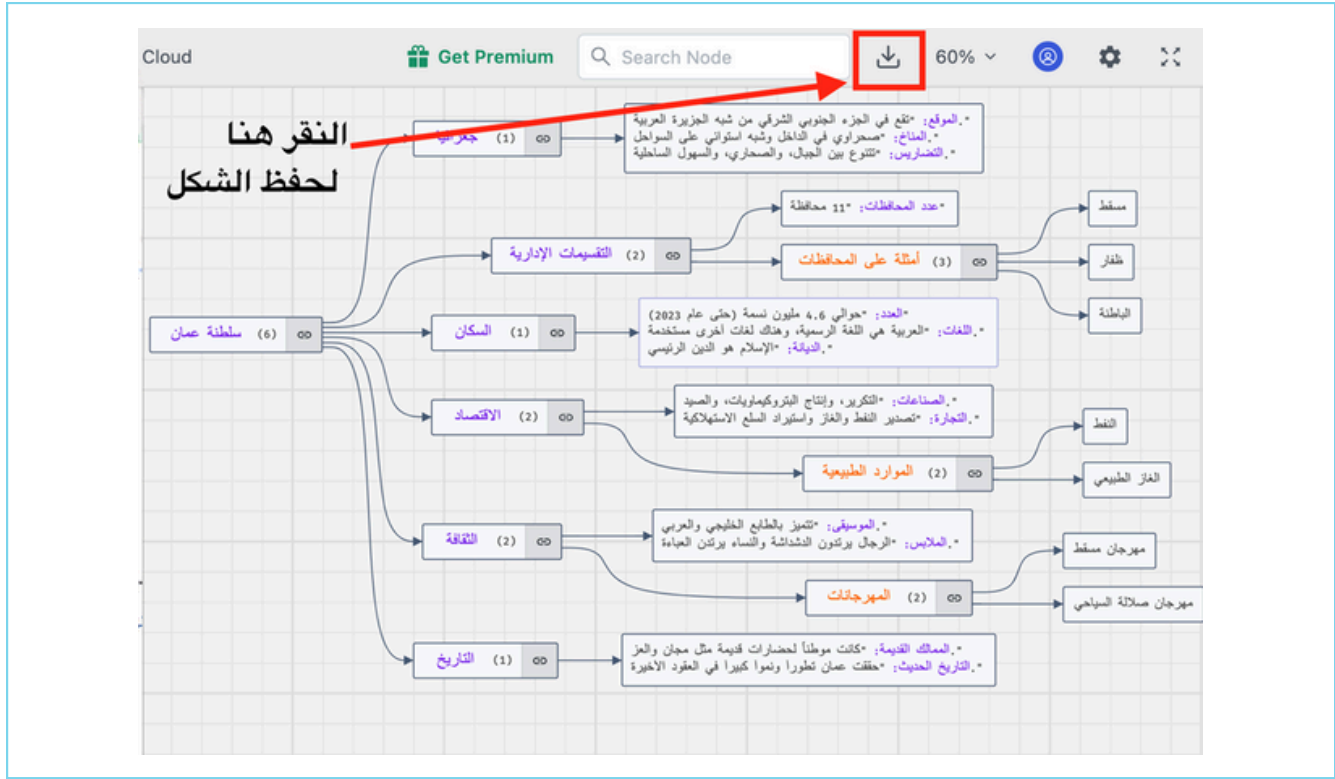 Cloud
Get Premium
Search Node
60%
النقر هنا
لحفظ الشكل
سلطنة عمان (6)
جغرافيا (1)
الموقع: "تقع في الجزء الجنوبي الشرقي من شبه الجزيرة العربية."
المناخ: "صحراوي في الداخل وشبه استوائي على السواحل."
التضاريس: "تتنوع بين الجبال، والصحاري، والسهول الساحلية."
التقسيمات الإدارية (2)
عدد المحافظات: "11 محافظة"
أمثلة على المحافظات (3)
مسقط
ظفار
الباطنة
السكان (1)
العدد: "حوالي 4.6 مليون نسمة (حتى عام 2023)"
اللغات: "العربية هي اللغة الرسمية، وهناك لغات أخرى مستخدمة."
الديانة: "الإسلام هو الدين الرئيسي."
الاقتصاد (2)
الصناعات: "التكرير، وإنتاج البتروكيماويات، والصيد."
التجارة: "تصدير النفط والغاز واستيراد السلع الاستهلاكية."
الموارد الطبيعية (2)
النفط
الغاز الطبيعي
الثقافة (2)
الموسيقى: "تتميز بالطابع الخليجي والعربي."
الملابس: "الرجال يرتدون الدشداشة والنساء يرتدن العباءة."
المهرجانات (2)
مهرجان مسقط
مهرجان صلالة السياحي
التاريخ (1)
الممالك القديمة: "كانت موطناً لحضارات قديمة مثل مجان والعز."
التاريخ الحديث: "حققت عمان تطورا ونموا كبيرا في العقود الأخيرة."